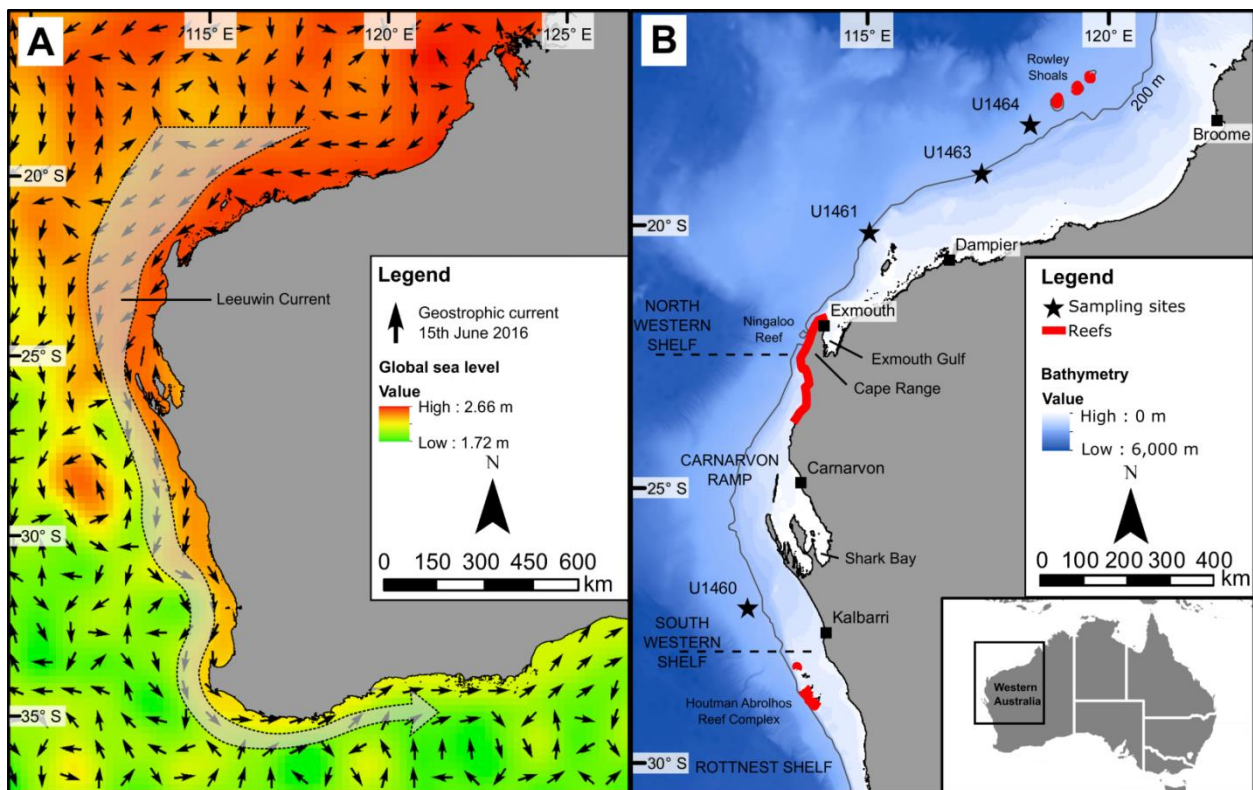 A
115° E
120° E
125° E
20° S
25° S
30° S
35° S
Leeuwin Current
Legend
Geostrophic current
15th June 2016
Global sea level
Value
High : 2.66 m
Low : 1.72 m
N
0 150 300 450 600
km
B
115° E
120° E
Rowley
Shoals
200 m
U1464
Broome
U1463
20° S
U1461
Dampier
NORTH
WESTERN
SHELF
Ningaloo
Reef
Exmouth
Exmouth Gulf
Cape Range
CARNARVON
RAMP
Carnarvon
25° S
Shark Bay
U1460
Kalbarri
SOUTH
WESTERN
SHELF
Houtman Abrolhos
Reef Complex
30° S
ROTTNEST SHELF
Legend
Sampling sites
Reefs
Bathymetry
Value
High : 0 m
Low : 6,000 m
N
0 100 200 300 400
km
Western
Australia